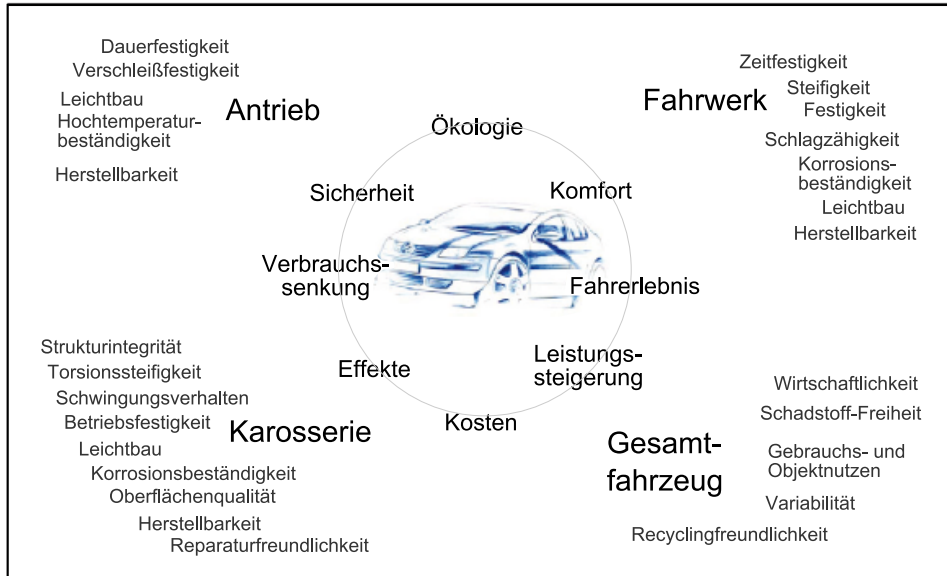 Dauerfestigkeit
Verschleißfestigkeit
Leichtbau
Hochtemperatur-
beständigkeit
Herstellbarkeit
Antrieb
Zeitfestigkeit
Steifigkeit
Festigkeit
Schlagzähigkeit
Korrosions-
beständigkeit
Leichtbau
Herstellbarkeit
Fahrwerk
Ökologie
Sicherheit
Komfort
Verbrauchs-
senkung
Fahrerlebnis
Effekte
Leistungs-
steigerung
Kosten
Strukturintegrität
Torsionssteifigkeit
Schwingungsverhalten
Betriebsfestigkeit
Leichtbau
Korrosionsbeständigkeit
Oberflächenqualität
Herstellbarkeit
Reparaturfreundlichkeit
Karosserie
Gesamt-
fahrzeug
Wirtschaftlichkeit
Schadstoff-Freiheit
Gebrauchs- und
Objektnutzen
Variabilität
Recyclingfreundlichkeit